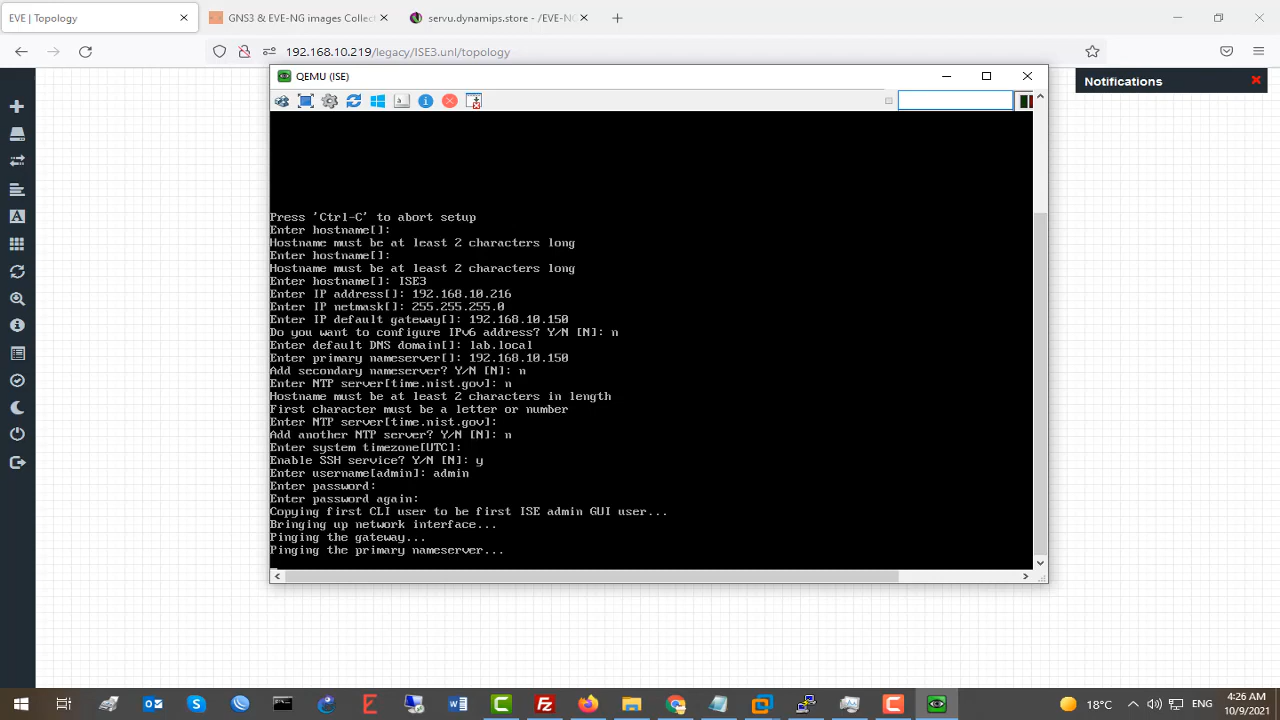 EVE | Topology
GNS3 & EVE-NG images Collect
servu.dynamips.store - /EVE-NG
192.168.10.219/legacy/ISE3.unl/topology
QEMU (ISE)
Notifications
Press 'Ctrl-C' to abort setup
Enter hostname[]:
Hostname must be at least 2 characters long
Enter hostname[]:
Hostname must be at least 2 characters long
Enter hostname[]: ISE3
Enter IP address[]: 192.168.10.216
Enter IP netmask[]: 255.255.255.0
Enter IP default gateway[]: 192.168.10.150
Do you want to configure IPv6 address? Y/N [N]: n
Enter default DNS domain[]: lab.local
Enter primary nameserver[]: 192.168.10.150
Add secondary nameserver? Y/N [N]: n
Enter NTP server[time.nist.gov]: n
Hostname must be at least 2 characters in length
First character must be a letter or number
Enter NTP server[time.nist.gov]:
Add another NTP server? Y/N [N]: n
Enter system timezone[UTC]:
Enable SSH service? Y/N [N]: y
Enter username[admin]: admin
Enter password:
Enter password again:
Copying first CLI user to be first ISE admin GUI user...
Bringing up network interface...
Pinging the gateway...
Pinging the primary nameserver...
18°C
ENG
4:26 AM
10/9/2021